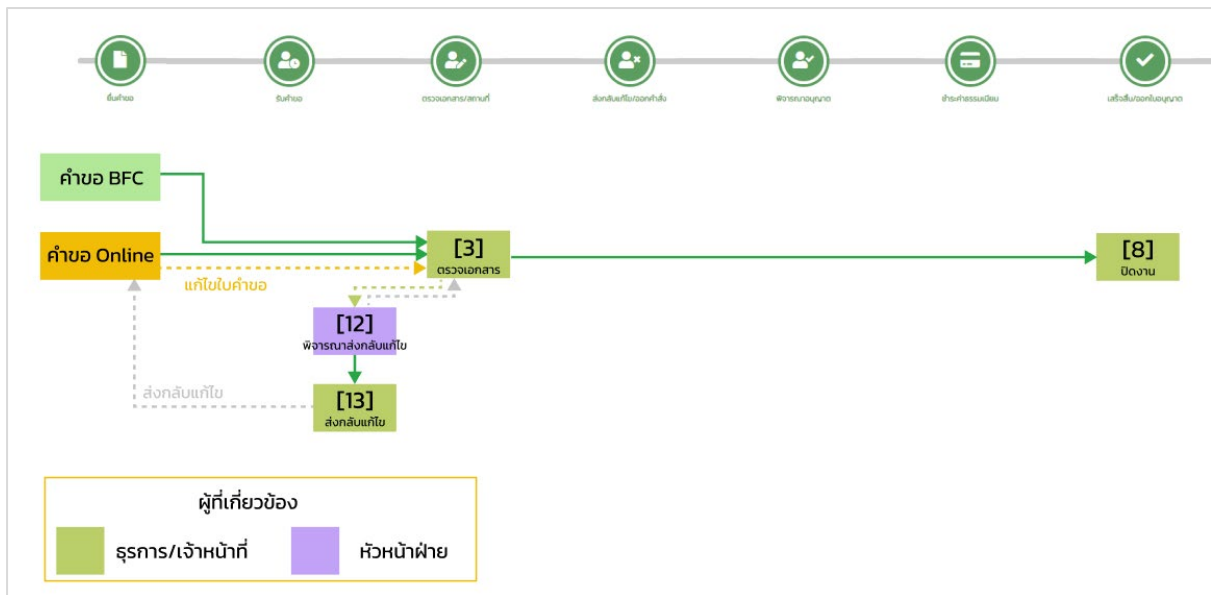 ยื่นคำขอ
รับคำขอ
ตรวจเอกสาร/สถานที่
ส่งกลับแก้ไข/ออกคำสั่ง
พิจารณาอนุญาต
ชำระค่าธรรมเนียม
เสร็จสิ้น/ออกใบอนุญาต
คำขอ BFC
คำขอ Online
แก้ไขใบคำขอ
[3]
ตรวจเอกสาร
[8]
ปิดงาน
[12]
พิจารณาส่งกลับแก้ไข
ส่งกลับแก้ไข
[13]
ส่งกลับแก้ไข
ผู้ที่เกี่ยวข้อง
ธุรการ/เจ้าหน้าที่
หัวหน้าฝ่าย